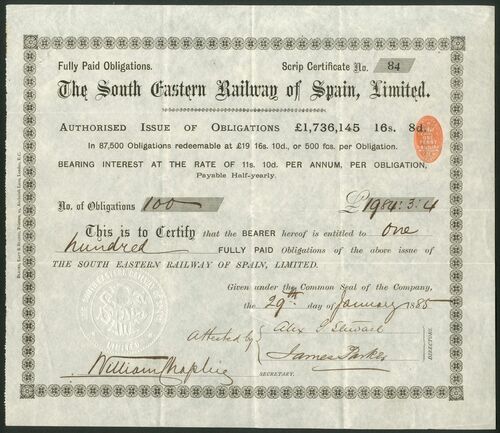 Fully Paid Obligations. Scrip Certificate No. 84
The South Eastern Railway of Spain, Limited.
AUTHORISED ISSUE OF OBLIGATIONS £1,736,145 16s. 8d.
In 87,500 Obligations redeemable at £19 16s. 10d., or 500 fcs. per Obligation.
BEARING INTEREST AT THE RATE OF 11s. 10d. PER ANNUM, PER OBLIGATION,
Payable Half-yearly.
No. of Obligations 100 £1984:3:4
This is to Certify that the BEARER hereof is entitled to one
hundred FULLY PAID Obligations of the above issue of
THE SOUTH EASTERN RAILWAY OF SPAIN, LIMITED.
Given under the Common Seal of the Company,
the 29th day of January 1885
Attested by Alex Stewart
James Parkes
DIRECTORS.
William Chaplin
SECRETARY.
LIMITED
ONE PENNY